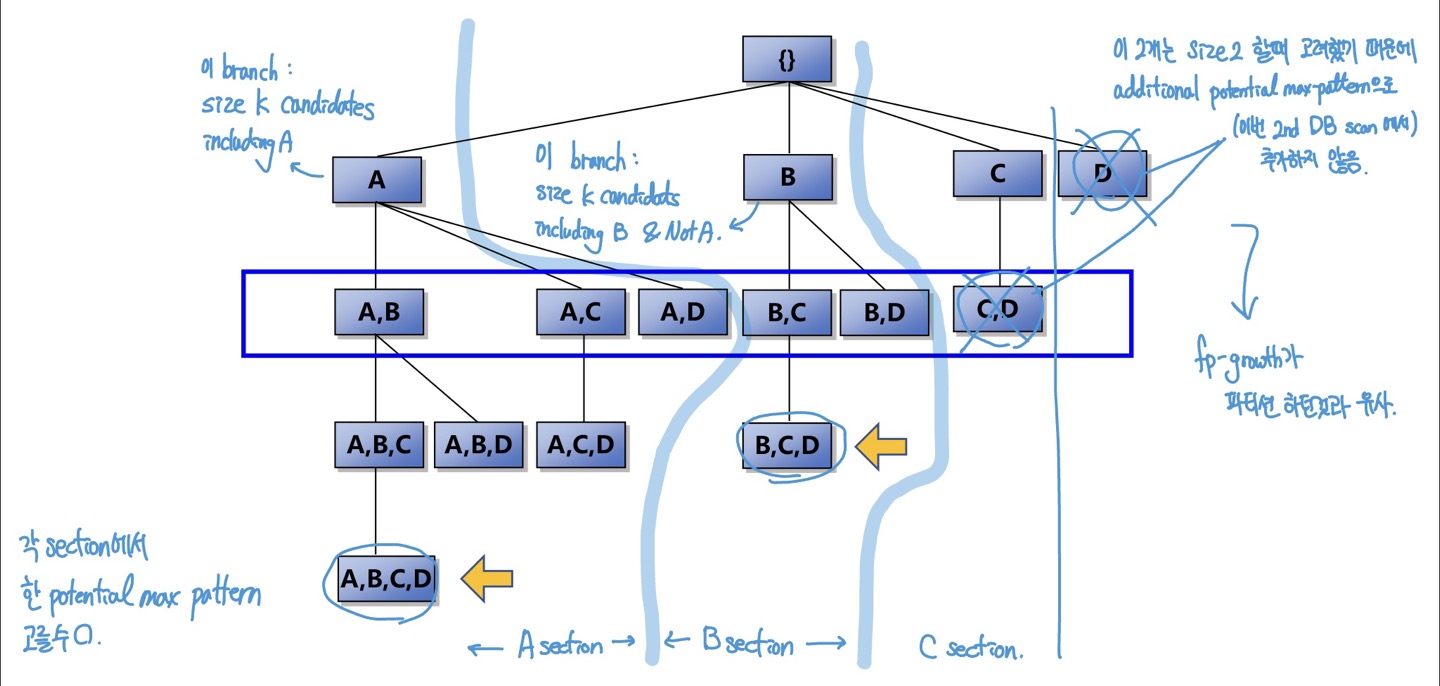 {}
이 branch :
size k candidates
including A
이 branch :
size k candidats
including B & Not A.
이 2개는 size 2 할때 고려했기 때문에
additional potential max-pattern으로
(이번 2nd DB scan 에서)
추가하지 않음.
A
B
C
D
A,B
A,C
A,D
B,C
B,D
C,D
fp-growth가
파티션 하던것과 유사.
A,B,C
A,B,D
A,C,D
B,C,D
A,B,C,D
각 section에서
한 potential max pattern
고를수 O.
A section
B section
C section.